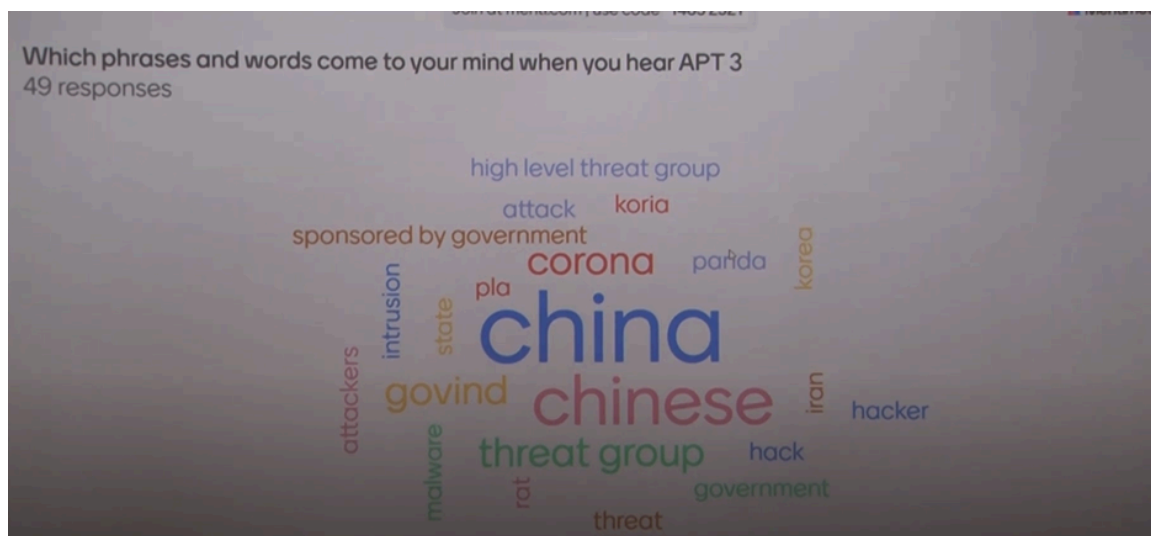 Which phrases and words come to your mind when you hear APT 3
49 responses
high level threat group
attack
koria
sponsored by government
corona
panda
korea
intrusion
pla
state
china
attackers
govind
chinese
iran
hacker
malware
threat group
hack
rat
government
threat